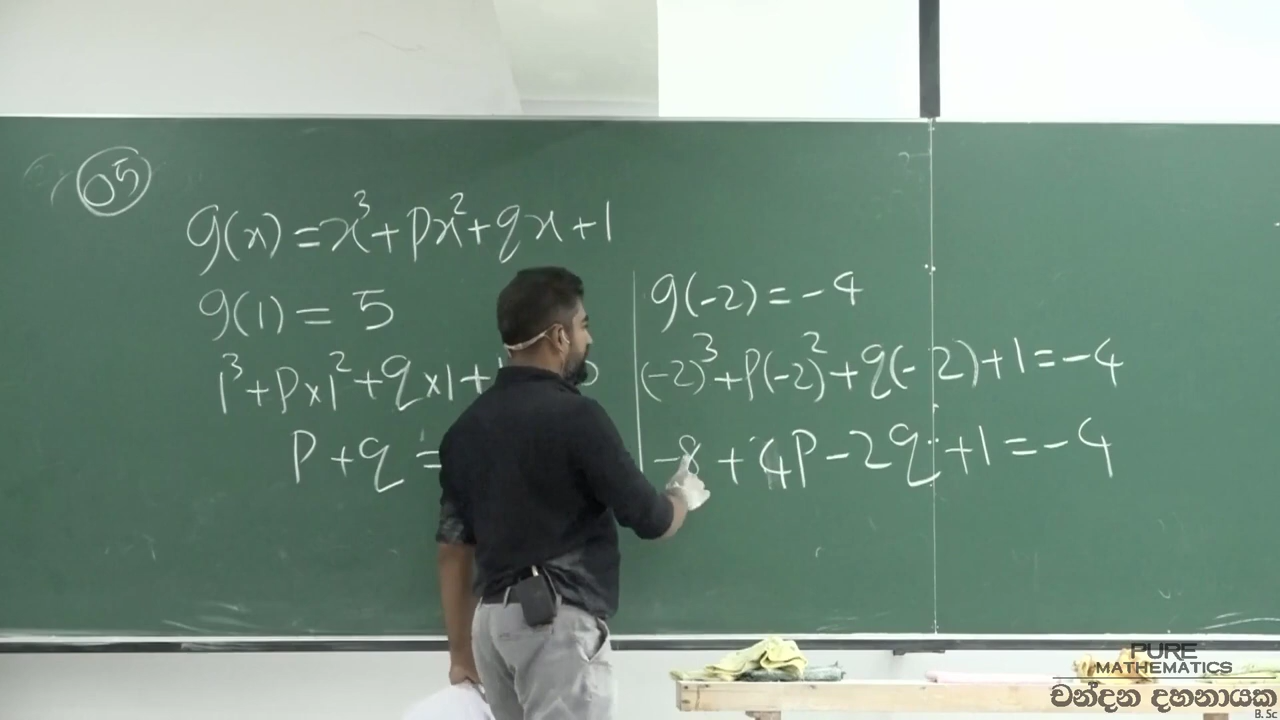 05
g(x) = x³ + px² + qx + 1
g(1) = 5
1³ + p×1² + q×1 +
p + q =
g(-2) = -4
(-2)³ + p(-2)² + q(-2) + 1 = -4
-8 + 4p - 2q + 1 = -4
PURE
MATHEMATICS
චන්දන දහනායක
B. Sc